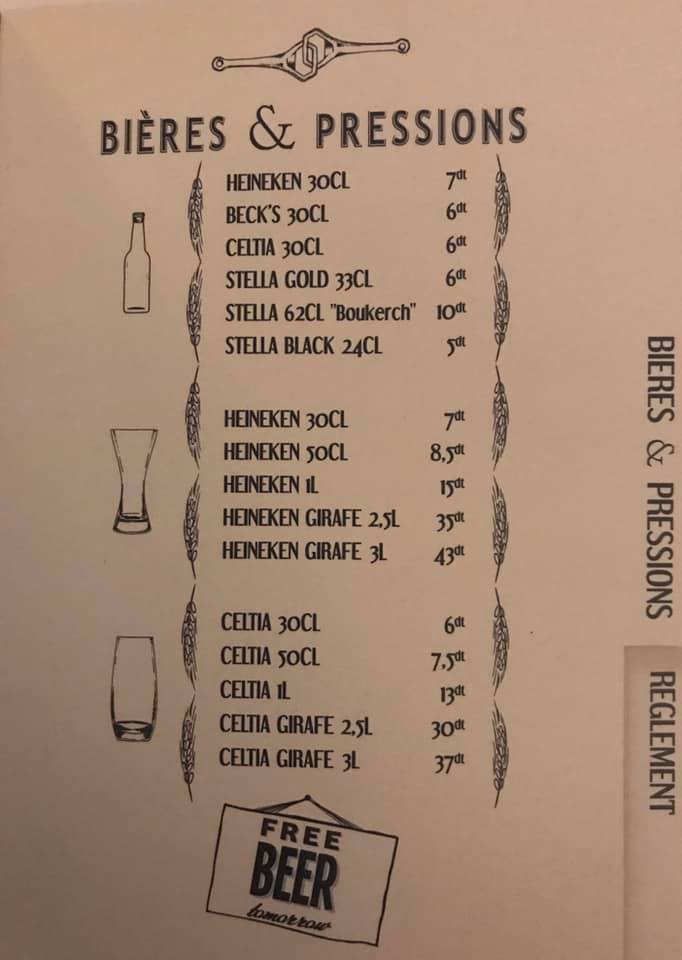 BIÈRES & PRESSIONS
HEINEKEN 30CL 7dt
BECK'S 30CL 6dt
CELTIA 30CL 6dt
STELLA GOLD 33CL 6dt
STELLA 62CL "Boukerch" 10dt
STELLA BLACK 24CL 5dt
HEINEKEN 30CL 7dt
HEINEKEN 50CL 8,5dt
HEINEKEN 1L 15dt
HEINEKEN GIRAFE 2,5L 35dt
HEINEKEN GIRAFE 3L 43dt
CELTIA 30CL 6dt
CELTIA 50CL 7,5dt
CELTIA 1L 13dt
CELTIA GIRAFE 2,5L 30dt
CELTIA GIRAFE 3L 37dt
FREE
BEER
tomorrow
BIERES & PRESSIONS
REGLEMENT